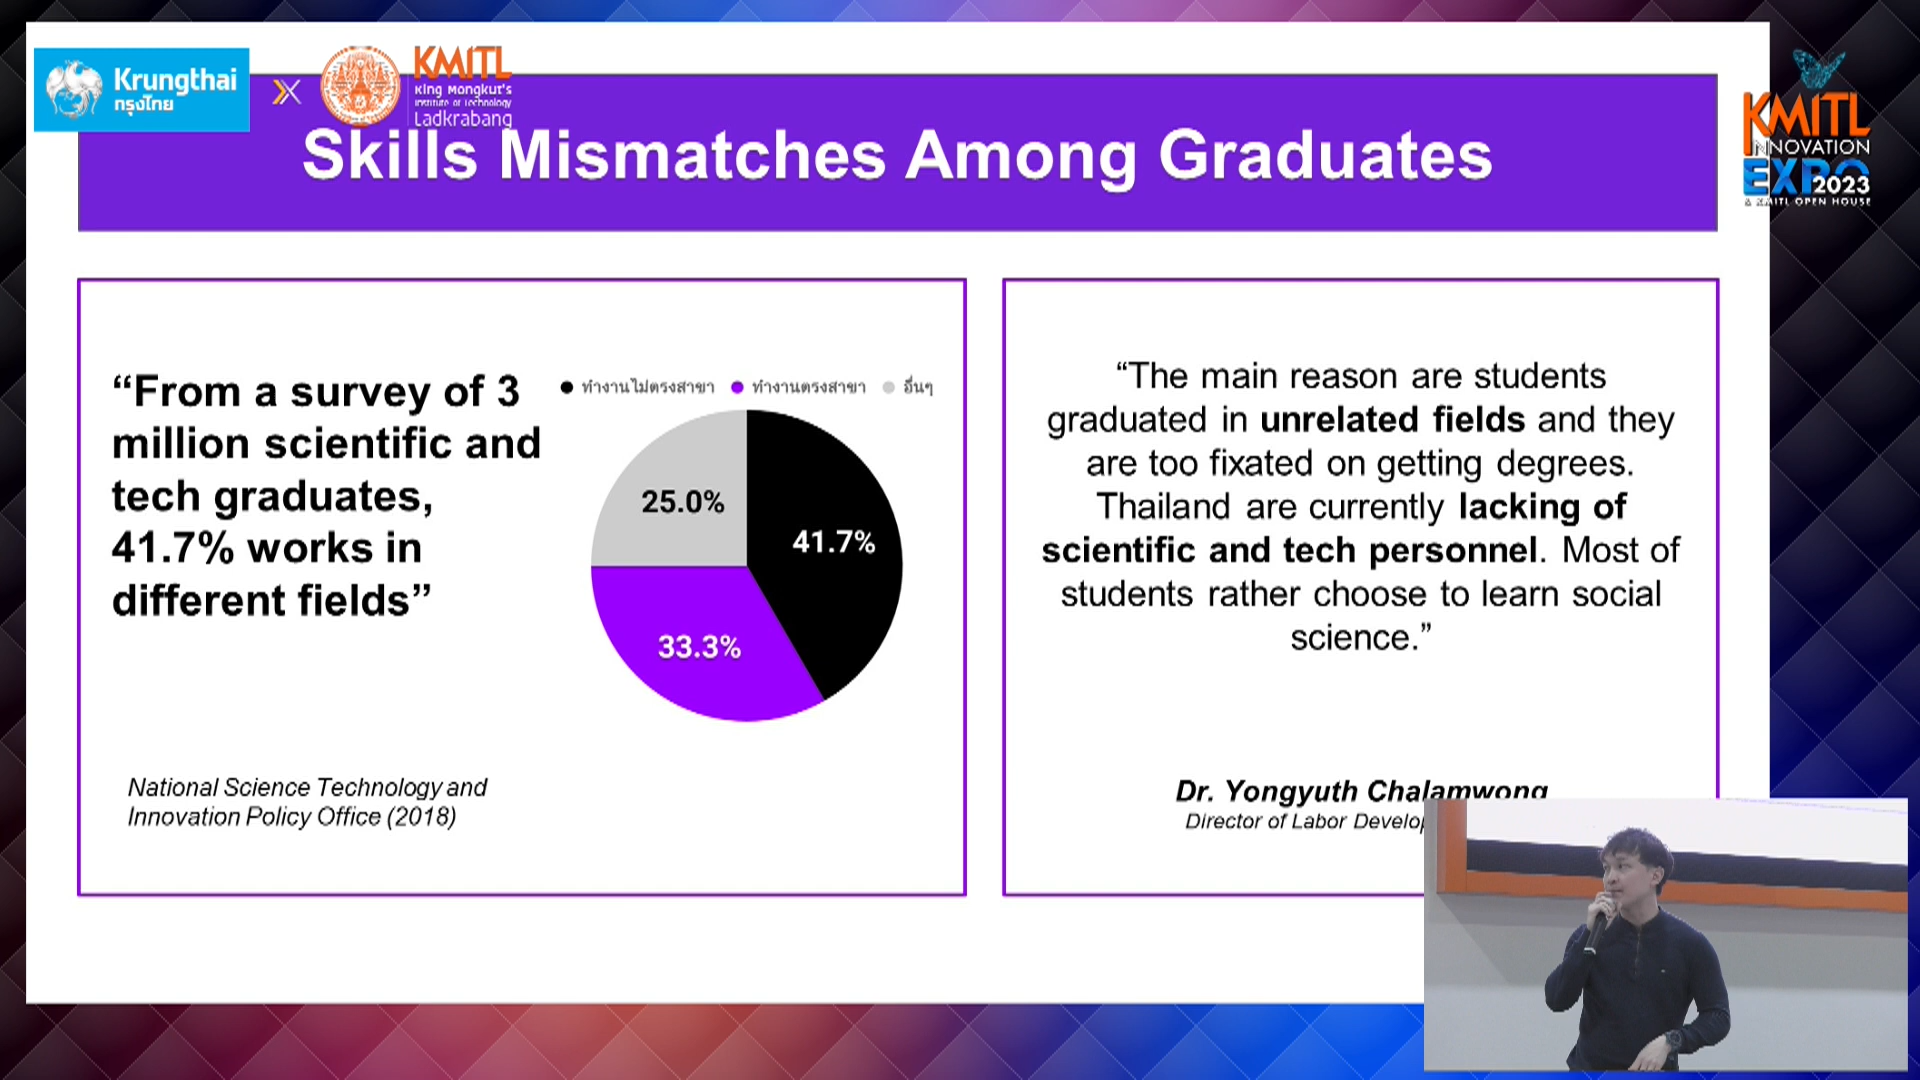 Krungthai
กรุงไทย
KMITL
King Mongkut's
Institute of Technology
Ladkrabang
KMITL
INNOVATION
EXPO 2023
& KMITL OPEN HOUSE
Skills Mismatches Among Graduates
“From a survey of 3
million scientific and
tech graduates,
41.7% works in
different fields”
ทำงานไม่ตรงสาขา ทำงานตรงสาขา อื่นๆ
25.0%
41.7%
33.3%
National Science Technology and
Innovation Policy Office (2018)
“The main reason are students
graduated in unrelated fields and they
are too fixated on getting degrees.
Thailand are currently lacking of
scientific and tech personnel. Most of
students rather choose to learn social
science.”
Dr. Yongyuth Chalamwong
Director of Labor